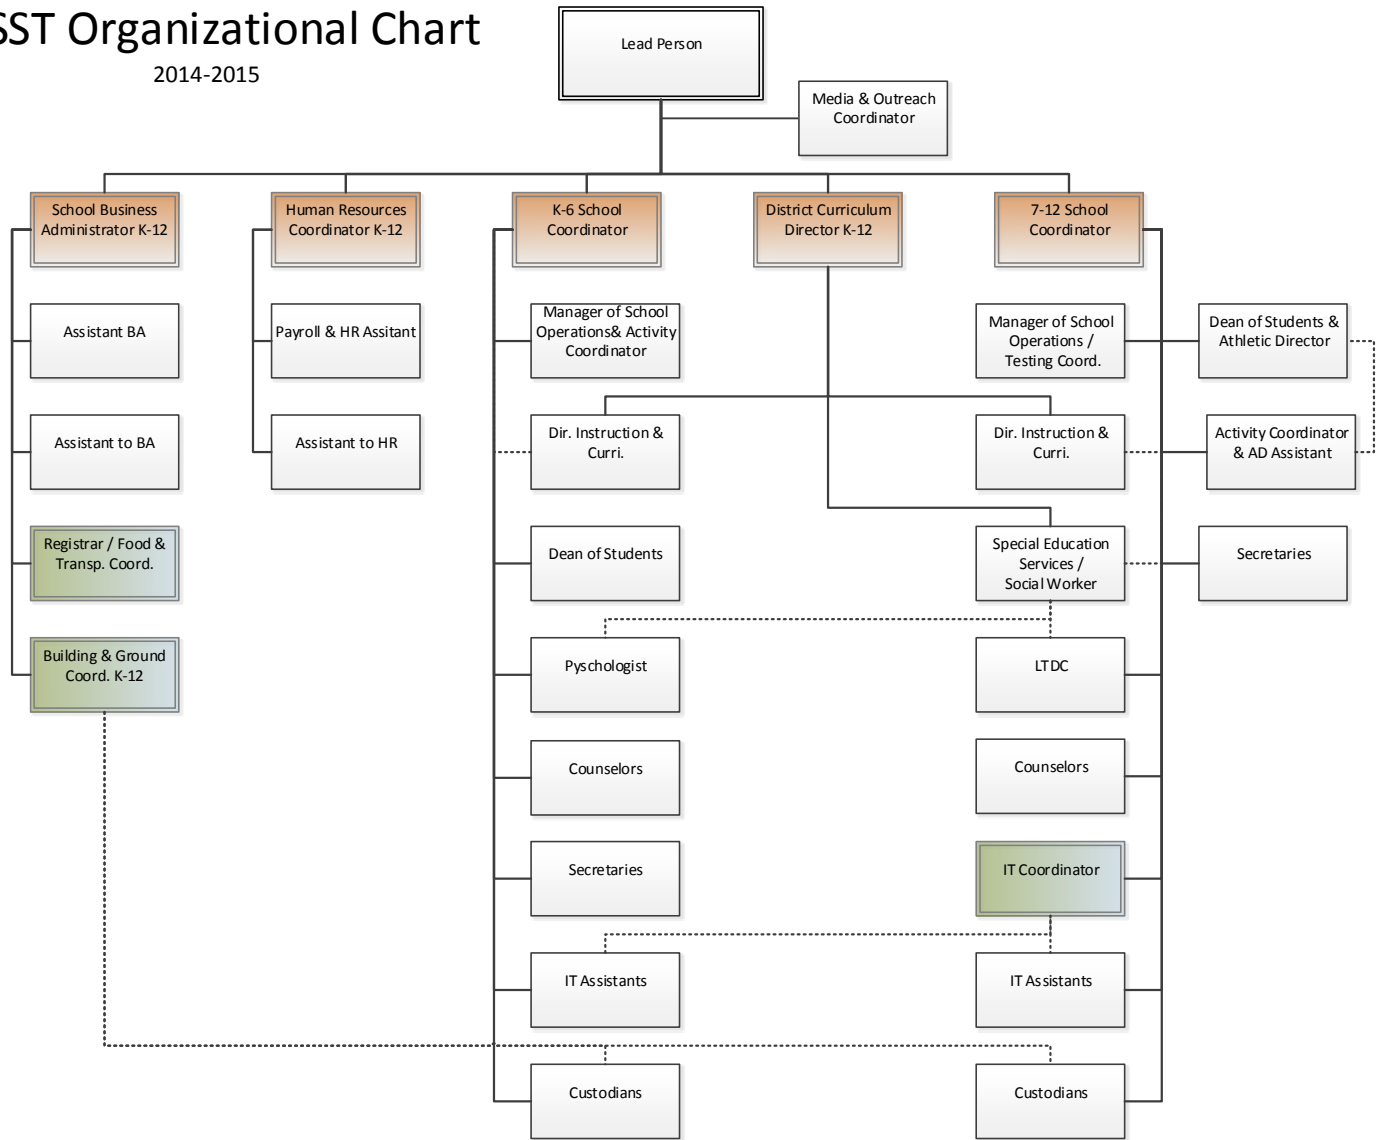 SST Organizational Chart
2014-2015
Lead Person
Media & Outreach
Coordinator
School Business
Administrator K-12
Human Resources
Coordinator K-12
K-6 School
Coordinator
District Curriculum
Director K-12
7-12 School
Coordinator
Assistant BA
Payroll & HR Assitant
Manager of School
Operations& Activity
Coordinator
Manager of School
Operations /
Testing Coord.
Dean of Students &
Athletic Director
Assistant to BA
Assistant to HR
Dir. Instruction &
Curri.
Dir. Instruction &
Curri.
Activity Coordinator
& AD Assistant
Registrar / Food &
Transp. Coord.
Dean of Students
Special Education
Services /
Social Worker
Secretaries
Building & Ground
Coord. K-12
Pyschologist
LTDC
Counselors
Counselors
Secretaries
IT Coordinator
IT Assistants
IT Assistants
Custodians
Custodians